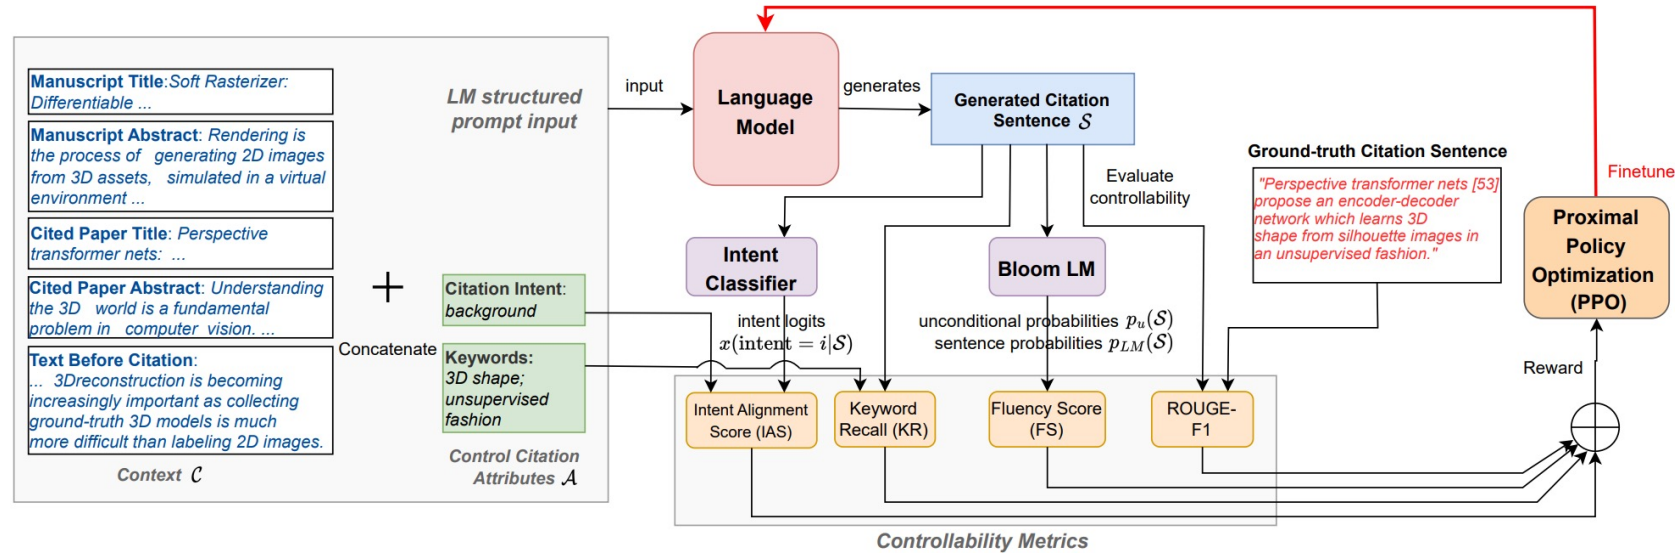 Manuscript Title:Soft Rasterizer:
Differentiable ...
Manuscript Abstract: Rendering is
the process of generating 2D images
from 3D assets, simulated in a virtual
environment ...
Cited Paper Title: Perspective
transformer nets: ...
Cited Paper Abstract: Understanding
the 3D world is a fundamental
problem in computer vision. ...
Text Before Citation:
... 3Dreconstruction is becoming
increasingly important as collecting
ground-truth 3D models is much
more difficult than labeling 2D images.
Context C
+
Concatenate
LM structured
prompt input
Citation Intent:
background
Keywords:
3D shape;
unsupervised
fashion
Control Citation
Attributes A
input
Language
Model
generates
Generated Citation
Sentence S
Evaluate
controllability
Intent
Classifier
intent logits
x(intent = i|S)
Bloom LM
unconditional probabilities p_u(S)
sentence probabilities p_LM(S)
Ground-truth Citation Sentence
"Perspective transformer nets [53]
propose an encoder-decoder
network which learns 3D
shape from silhouette images in
an unsupervised fashion."
Intent Alignment
Score (IAS)
Keyword
Recall (KR)
Fluency Score
(FS)
ROUGE-
F1
Controllability Metrics
Finetune
Proximal
Policy
Optimization
(PPO)
Reward